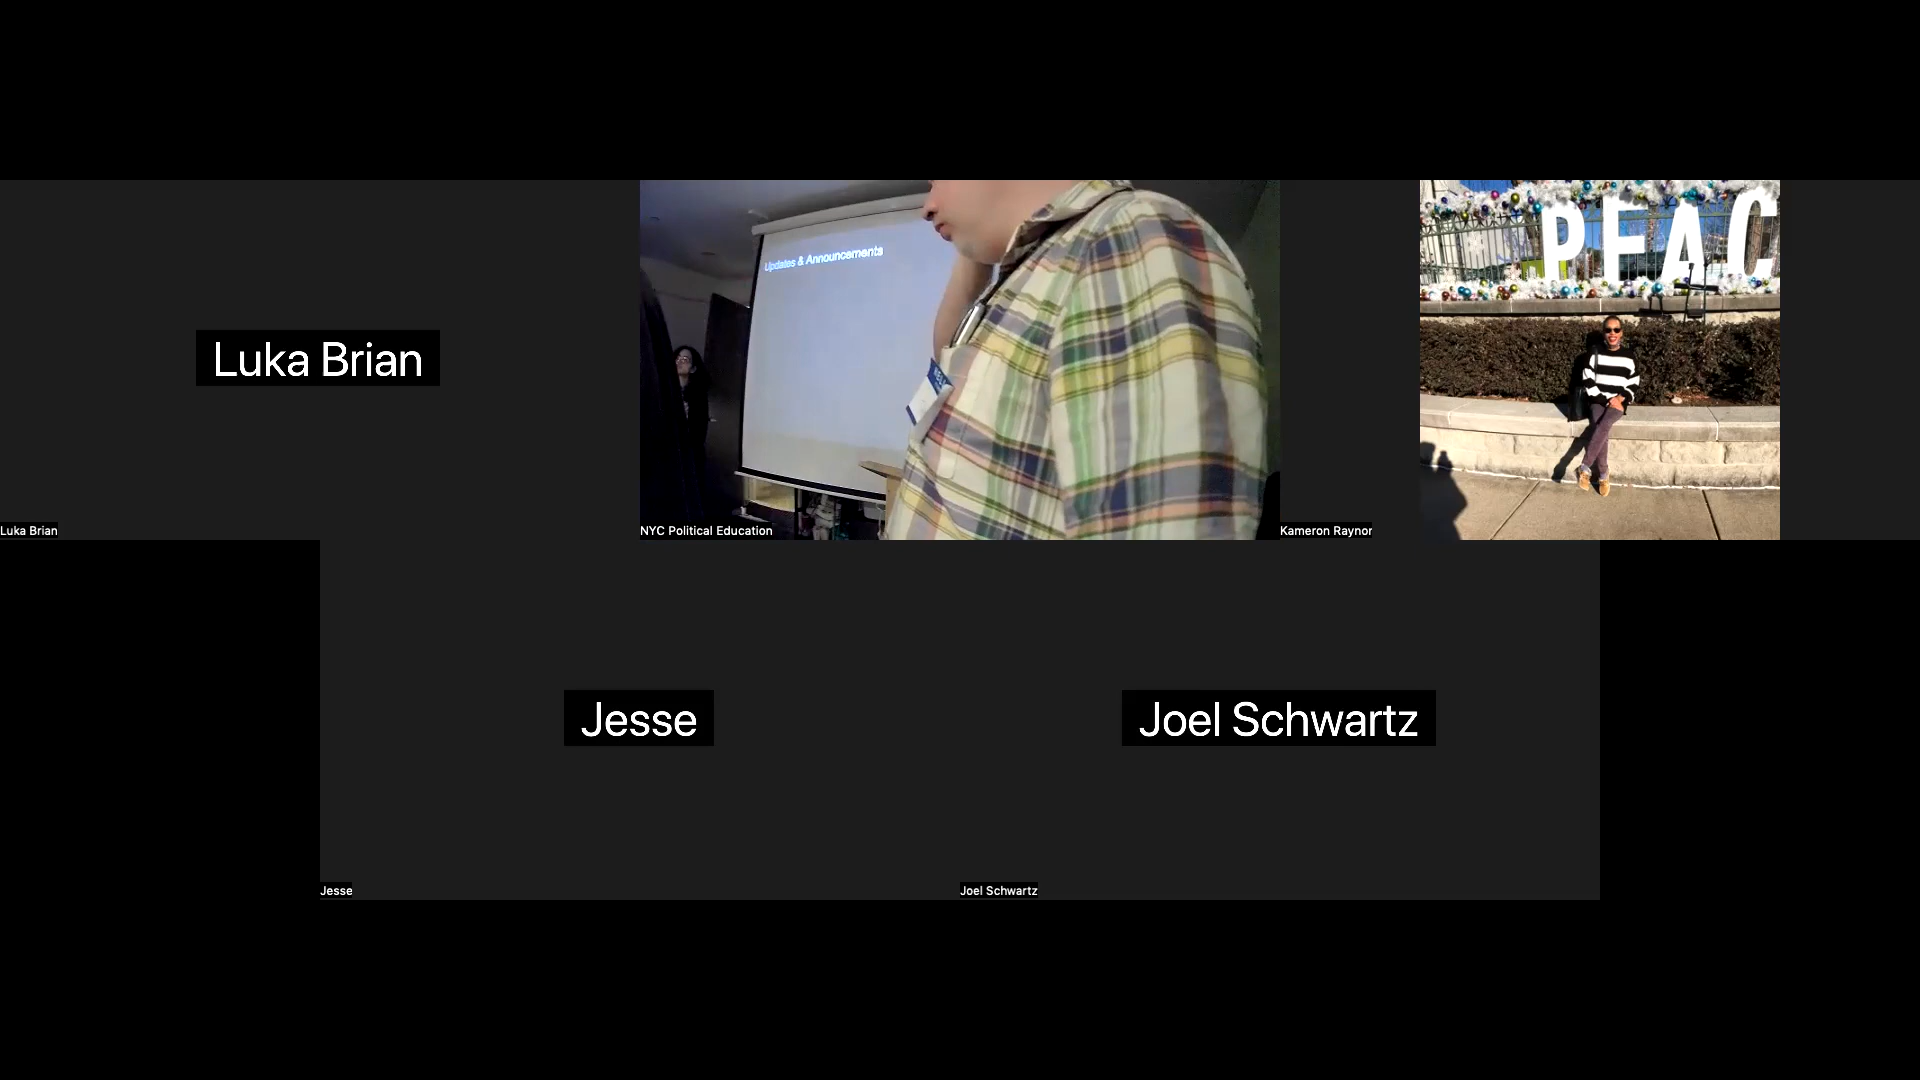 PEAC
Updates & Announcements
Luka Brian
Luka Brian
NYC Political Education
Kameron Raynor
Jesse
Joel Schwartz
Jesse
Joel Schwartz